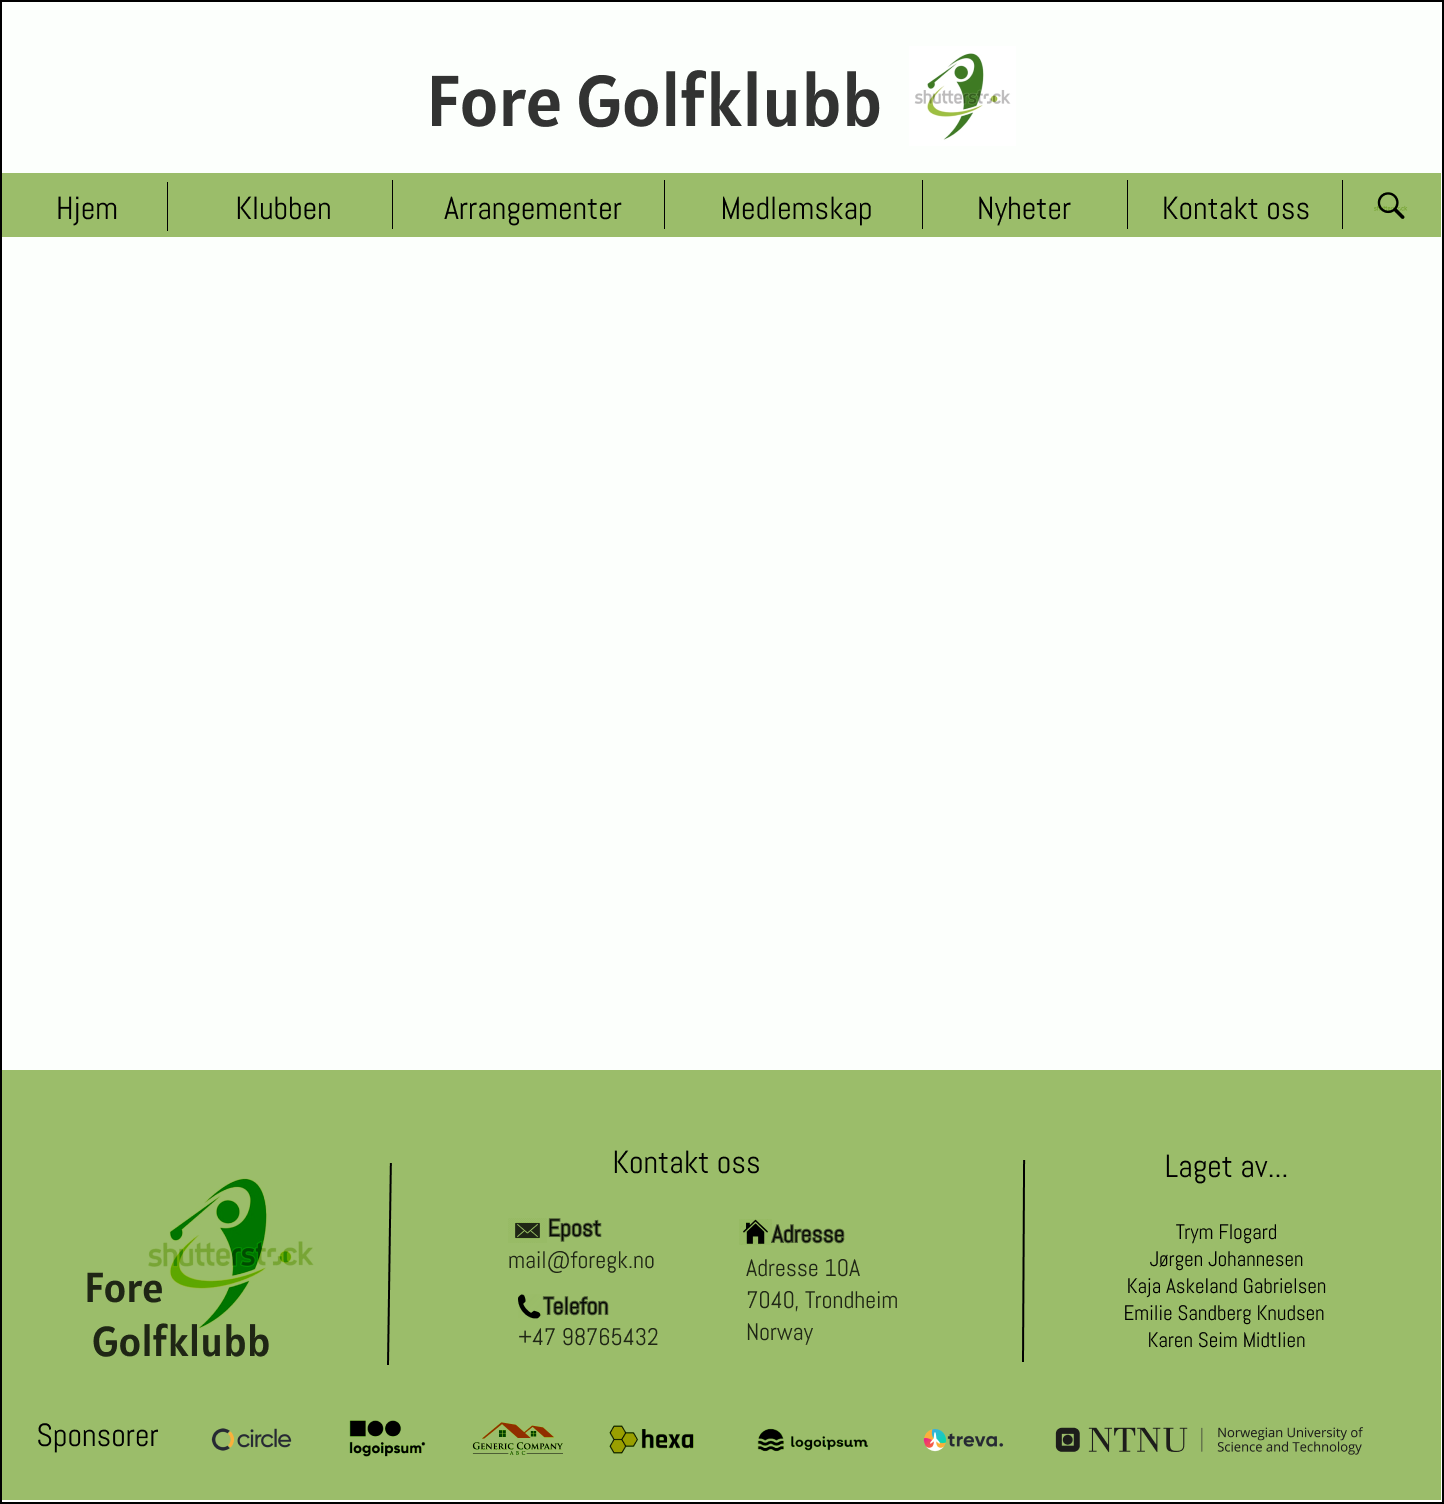 Fore Golfklubb
shutterstock
Hjem Klubben Arrangementer Medlemskap Nyheter Kontakt oss
Kontakt oss
Laget av...
shutterstock
Fore
Golfklubb
Epost
mail@foregk.no
Telefon
+47 98765432
Adresse
Adresse 10A
7040, Trondheim
Norway
Trym Flogard
Jørgen Johannesen
Kaja Askeland Gabrielsen
Emilie Sandberg Knudsen
Karen Seim Midtlien
Sponsorer
circle
logoipsum
GENERIC COMPANY
ABC
hexa
logoipsum
treva.
NTNU
Norwegian University of
Science and Technology